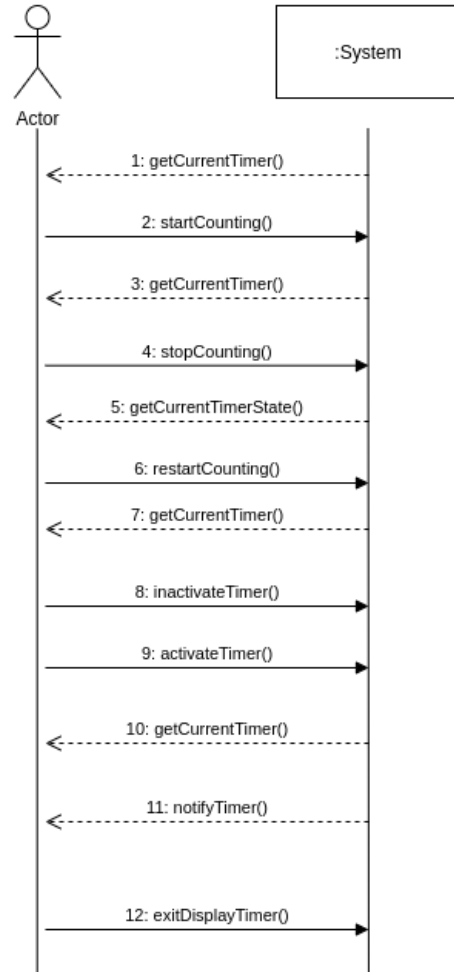 :System
Actor
1: getCurrentTimer()
2: startCounting()
3: getCurrentTimer()
4: stopCounting()
5: getCurrentTimerState()
6: restartCounting()
7: getCurrentTimer()
8: inactivateTimer()
9: activateTimer()
10: getCurrentTimer()
11: notifyTimer()
12: exitDisplayTimer()